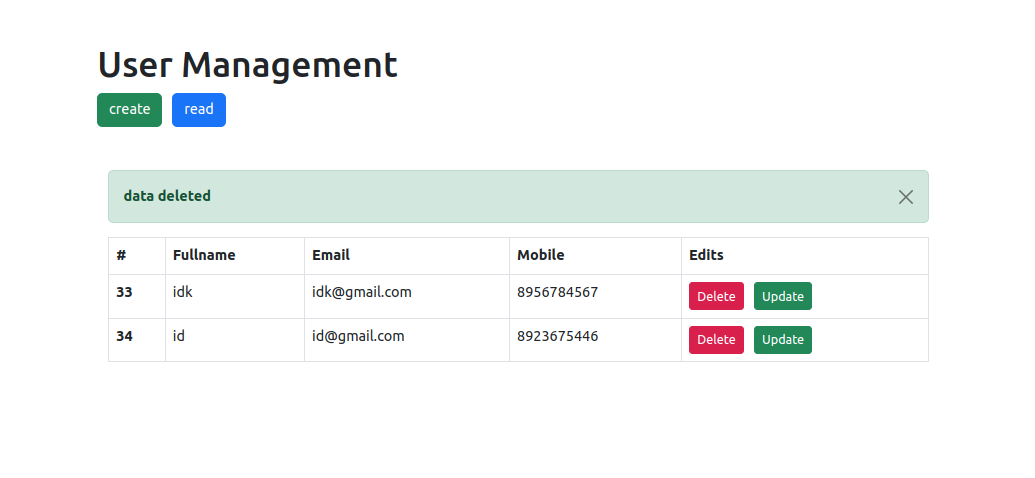 User Management
create read
data deleted
# Fullname Email Mobile Edits
33 idk idk@gmail.com 8956784567 Delete Update
34 id id@gmail.com 8923675446 Delete Update